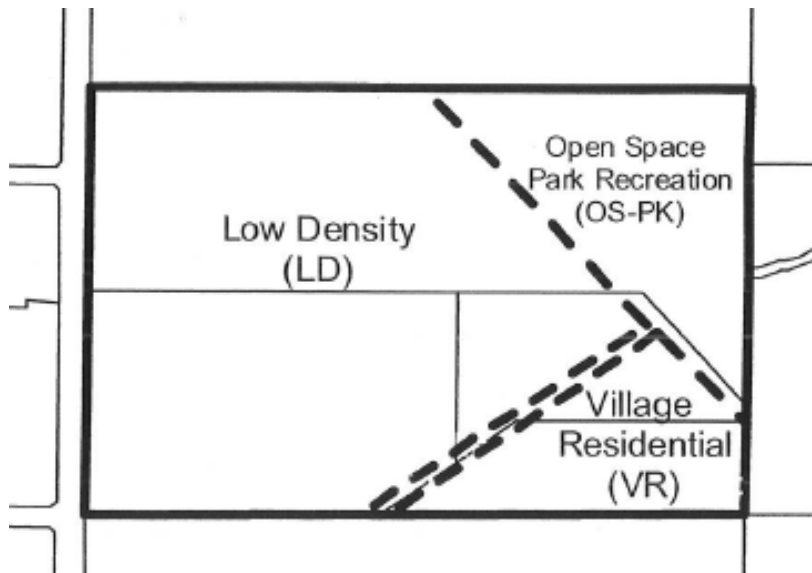 Open Space
Park Recreation
(OS-PK)
Low Density
(LD)
Village
Residential
(VR)